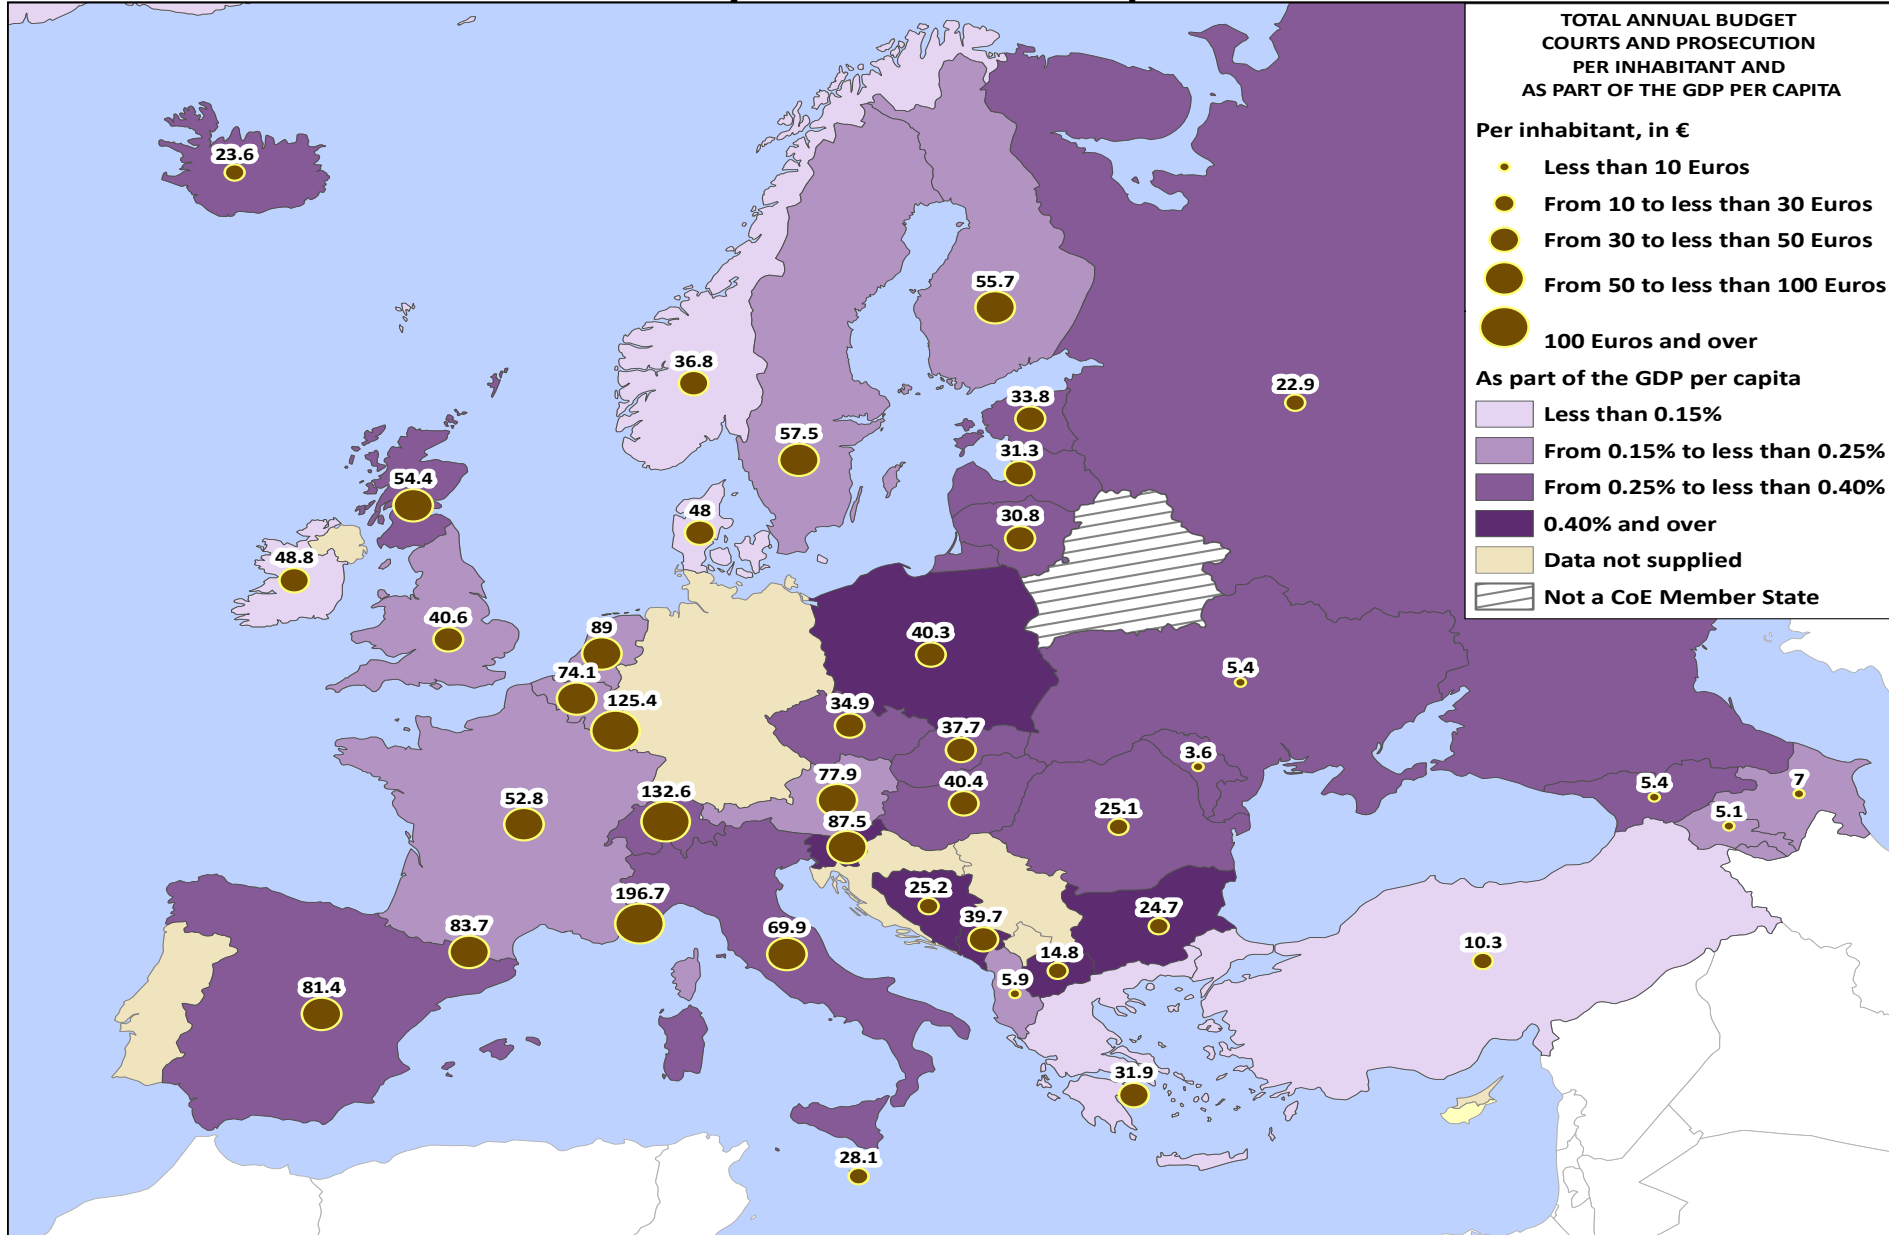 TOTAL ANNUAL BUDGET
COURTS AND PROSECUTION
PER INHABITANT AND
AS PART OF THE GDP PER CAPITA
Per inhabitant, in €
Less than 10 Euros
From 10 to less than 30 Euros
From 30 to less than 50 Euros
From 50 to less than 100 Euros
100 Euros and over
As part of the GDP per capita
Less than 0.15%
From 0.15% to less than 0.25%
From 0.25% to less than 0.40%
0.40% and over
Data not supplied
Not a CoE Member State
23.6
55.7
36.8
22.9
33.8
57.5
31.3
54.4
48
30.8
48.8
40.6
89
40.3
74.1
5.4
125.4
34.9
37.7
3.6
77.9
40.4
5.4
7
132.6
52.8
25.1
5.1
87.5
25.2
196.7
39.7
24.7
83.7
69.9
14.8
10.3
5.9
81.4
31.9
28.1